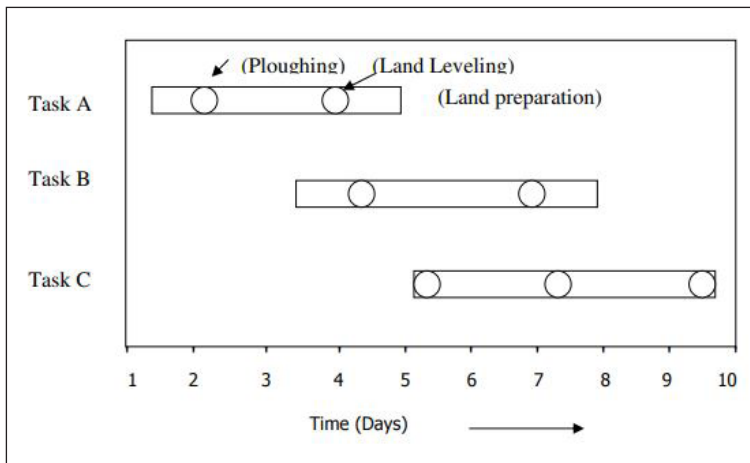 (Ploughing) (Land Leveling)
Task A (Land preparation)
Task B
Task C
1 2 3 4 5 6 7 8 9 10
Time (Days)